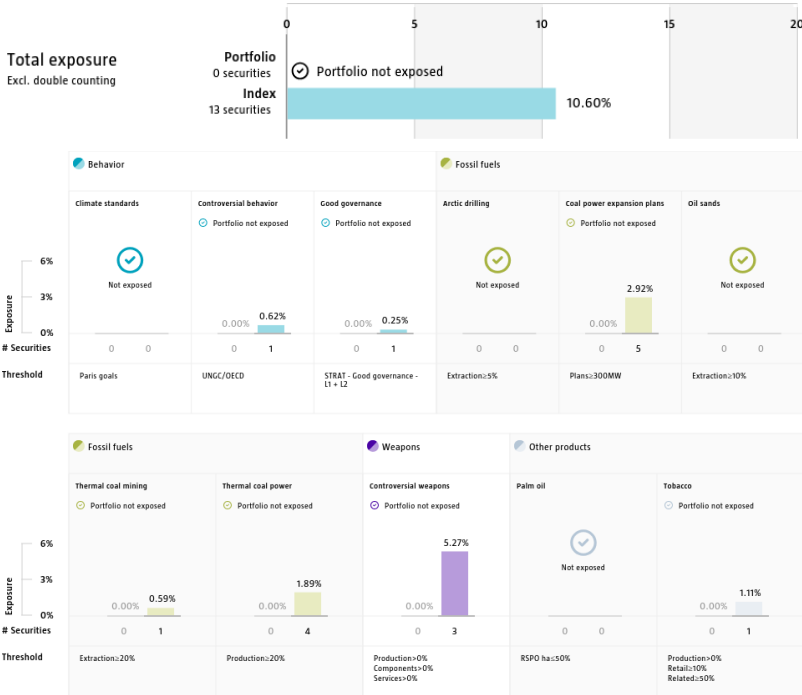 0 5 10 15 20
Total exposure
Excl. double counting
Portfolio
0 securities
Portfolio not exposed
Index
13 securities
10.60%
Behavior
Fossil fuels
Climate standards
Controversial behavior
Good governance
Arctic drilling
Coal power expansion plans
Oil sands
Portfolio not exposed
Portfolio not exposed
Portfolio not exposed
Exposure
6%
3%
0%
Not exposed
0.00% 0.62%
0.00% 0.25%
Not exposed
0.00% 2.92%
Not exposed
# Securities 0 0 0 1 0 1 0 0 0 5 0 0
Threshold
Paris goals
UNGC/OECD
STRAT - Good governance -
L1 + L2
Extraction≥5%
Plans≥300MW
Extraction≥10%
Fossil fuels
Weapons
Other products
Thermal coal mining
Thermal coal power
Controversial weapons
Palm oil
Tobacco
Portfolio not exposed
Portfolio not exposed
Portfolio not exposed
Portfolio not exposed
Exposure
6%
3%
0%
0.00% 0.59%
0.00% 1.89%
0.00% 5.27%
Not exposed
0.00% 1.11%
# Securities 0 1 0 4 0 3 0 0 0 1
Threshold
Extraction≥20%
Production≥20%
Production>0%
Components>0%
Services>0%
RSPO ha≤50%
Production>0%
Retail≥10%
Related≥50%